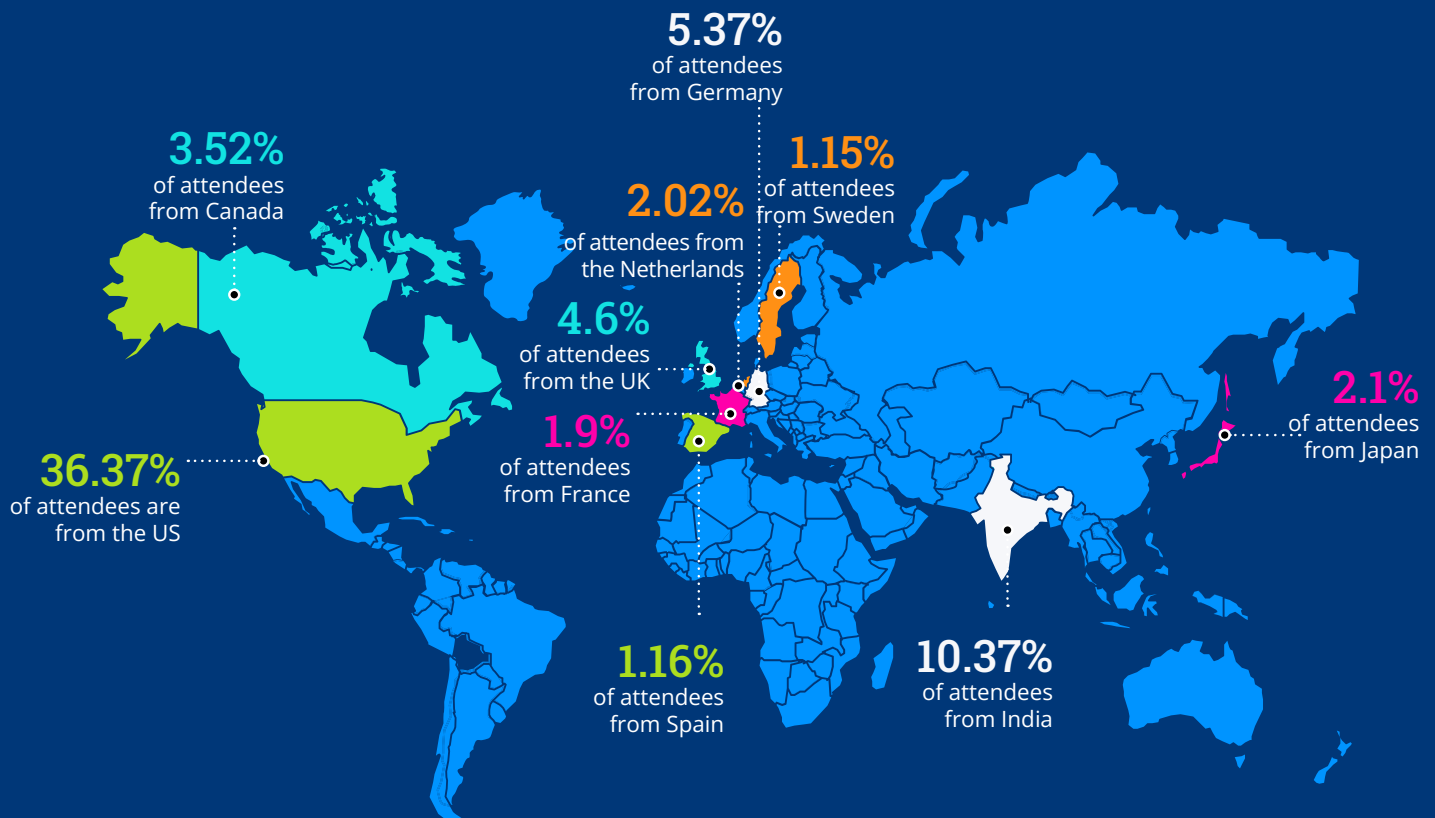 5.37%
of attendees
from Germany
3.52%
of attendees
from Canada
1.15%
of attendees
from Sweden
2.02%
of attendees from
the Netherlands
4.6%
of attendees
from the UK
1.9%
of attendees
from France
36.37%
of attendees are
from the US
2.1%
of attendees
from Japan
1.16%
of attendees
from Spain
10.37%
of attendees
from India